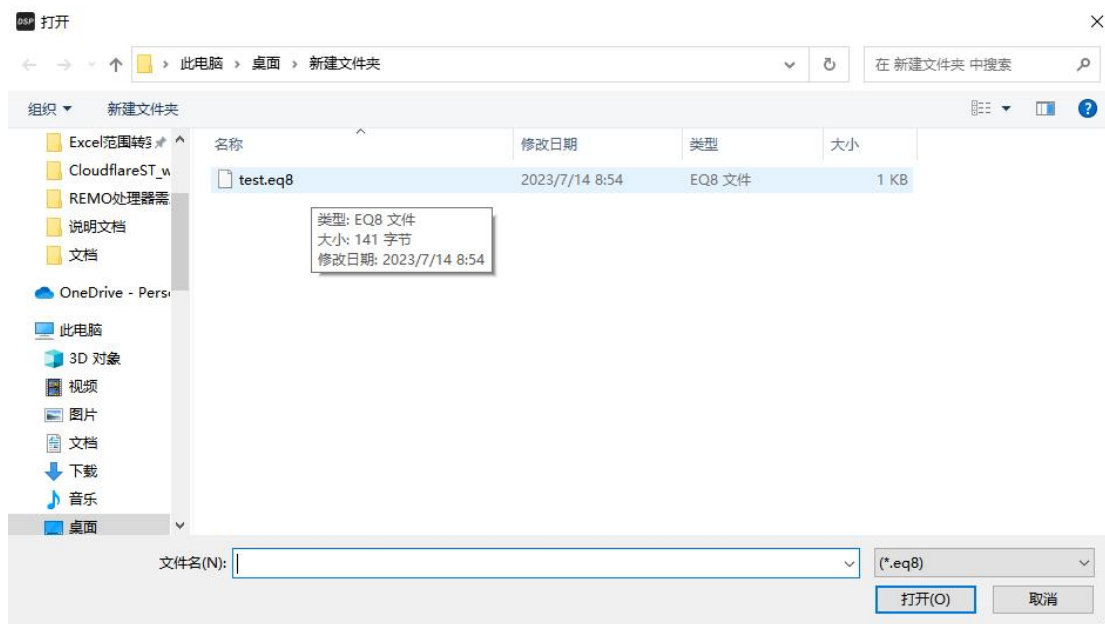 DSP 打开
此电脑 › 桌面 › 新建文件夹
在 新建文件夹 中搜索
组织 新建文件夹
名称 修改日期 类型 大小
Excel范围转
CloudflareST_w
REMO处理器需
说明文档
文档
OneDrive - Perso
此电脑
3D 对象
视频
图片
文档
下载
音乐
桌面
test.eq8 2023/7/14 8:54 EQ8 文件 1 KB
类型: EQ8 文件
大小: 141 字节
修改日期: 2023/7/14 8:54
文件名(N):
(*.eq8)
打开(O) 取消